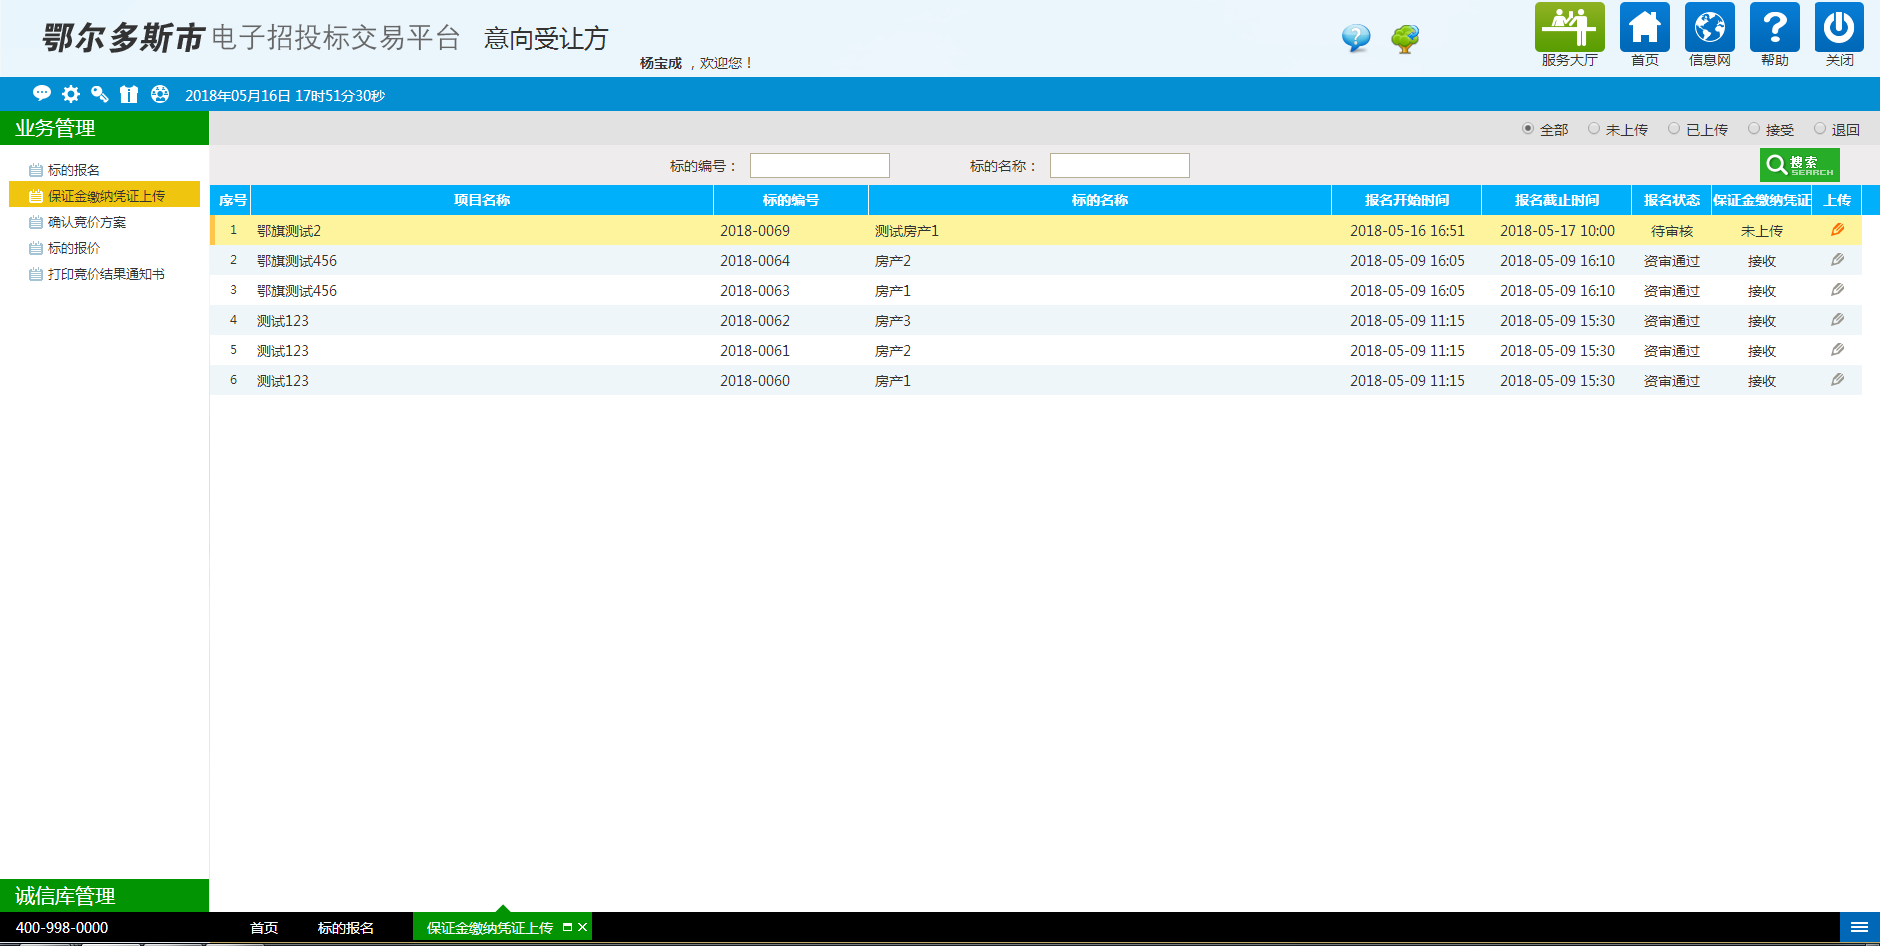 鄂尔多斯市 电子招投标交易平台 意向受让方
杨宝成 ，欢迎您！
服务大厅 首页 信息网 帮助 关闭
2018年05月16日 17时51分30秒
业务管理
全部 未上传 已上传 接受 退回
标的报名
保证金缴纳凭证上传
确认竞价方案
标的报价
打印竞价结果通知书
标的编号： 标的名称： 搜索 SEARCH
序号 项目名称 标的编号 标的名称 报名开始时间 报名截止时间 报名状态 保证金缴纳凭证 上传
1 鄂旗测试2 2018-0069 测试房产1 2018-05-16 16:51 2018-05-17 10:00 待审核 未上传
2 鄂旗测试456 2018-0064 房产2 2018-05-09 16:05 2018-05-09 16:10 资审通过 接收
3 鄂旗测试456 2018-0063 房产1 2018-05-09 16:05 2018-05-09 16:10 资审通过 接收
4 测试123 2018-0062 房产3 2018-05-09 11:15 2018-05-09 15:30 资审通过 接收
5 测试123 2018-0061 房产2 2018-05-09 11:15 2018-05-09 15:30 资审通过 接收
6 测试123 2018-0060 房产1 2018-05-09 11:15 2018-05-09 15:30 资审通过 接收
诚信库管理
400-998-0000 首页 标的报名 保证金缴纳凭证上传